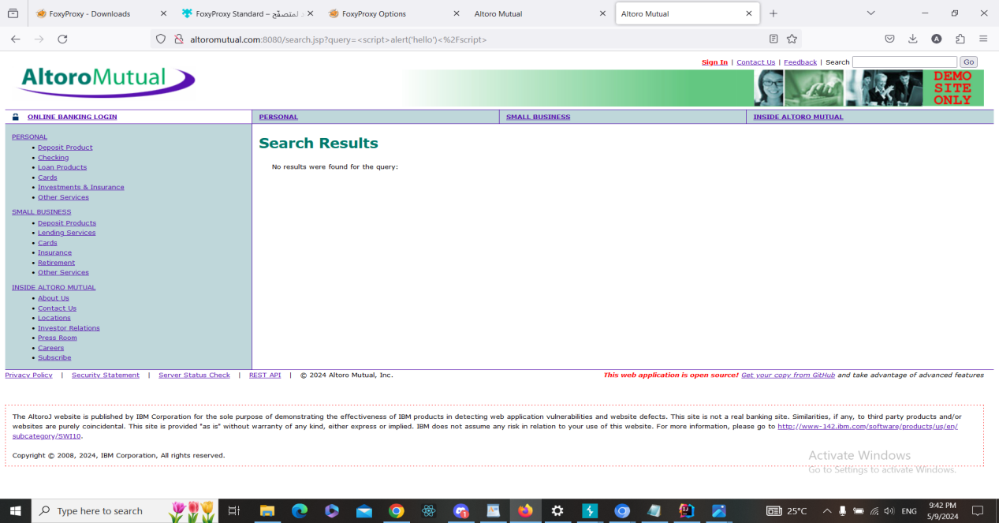 FoxyProxy - Downloads
FoxyProxy Standard – د لمتصفّح
FoxyProxy Options
Altoro Mutual
Altoro Mutual
altoromutual.com:8080/search.jsp?query=<script>alert('hello')<%2Fscript>
Sign In | Contact Us | Feedback | Search
Go
AltoroMutual
DEMO
SITE
ONLY
ONLINE BANKING LOGIN
PERSONAL
SMALL BUSINESS
INSIDE ALTORO MUTUAL
PERSONAL
Deposit Product
Checking
Loan Products
Cards
Investments & Insurance
Other Services
SMALL BUSINESS
Deposit Products
Lending Services
Cards
Insurance
Retirement
Other Services
INSIDE ALTORO MUTUAL
About Us
Contact Us
Locations
Investor Relations
Press Room
Careers
Subscribe
Search Results
No results were found for the query:
Privacy Policy | Security Statement | Server Status Check | REST API | © 2024 Altoro Mutual, Inc.
This web application is open source! Get your copy from GitHub and take advantage of advanced features
The AltoroJ website is published by IBM Corporation for the sole purpose of demonstrating the effectiveness of IBM products in detecting web application vulnerabilities and website defects. This site is not a real banking site. Similarities, if any, to third party products and/or
websites are purely coincidental. This site is provided "as is" without warranty of any kind, either express or implied. IBM does not assume any risk in relation to your use of this website. For more information, please go to http://www-142.ibm.com/software/products/us/en/
subcategory/SWI10.
Copyright © 2008, 2024, IBM Corporation, All rights reserved.
Activate Windows
Go to Settings to activate Windows.
Type here to search
25°C
ENG
9:42 PM
5/9/2024